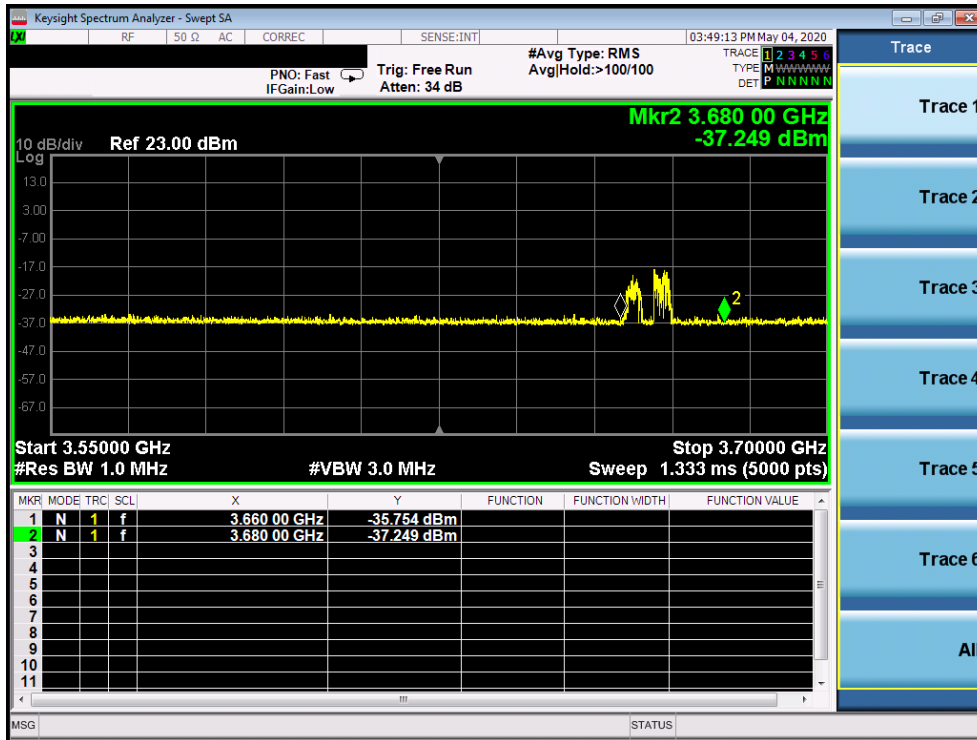 Keysight Spectrum Analyzer - Swept SA
LXI RF 50 Ω AC CORREC SENSE:INT 03:49:13 PM May 04, 2020
PNO: Fast
IFGain:Low
Trig: Free Run
Atten: 34 dB
#Avg Type: RMS
Avg|Hold:>100/100
TRACE 1 2 3 4 5 6
TYPE M W W W W W
DET P N N N N N
Mkr2 3.680 00 GHz
-37.249 dBm
10 dB/div Ref 23.00 dBm
Log
13.0
3.00
-7.00
-17.0
-27.0
-37.0
-47.0
-57.0
-67.0
2
Start 3.55000 GHz Stop 3.70000 GHz
#Res BW 1.0 MHz #VBW 3.0 MHz Sweep 1.333 ms (5000 pts)
MKR MODE TRC SCL X Y FUNCTION FUNCTION WIDTH FUNCTION VALUE
1 N 1 f 3.660 00 GHz -35.754 dBm
2 N 1 f 3.680 00 GHz -37.249 dBm
3
4
5
6
7
8
9
10
11
MSG STATUS
Trace
Trace 1
Trace 2
Trace 3
Trace 4
Trace 5
Trace 6